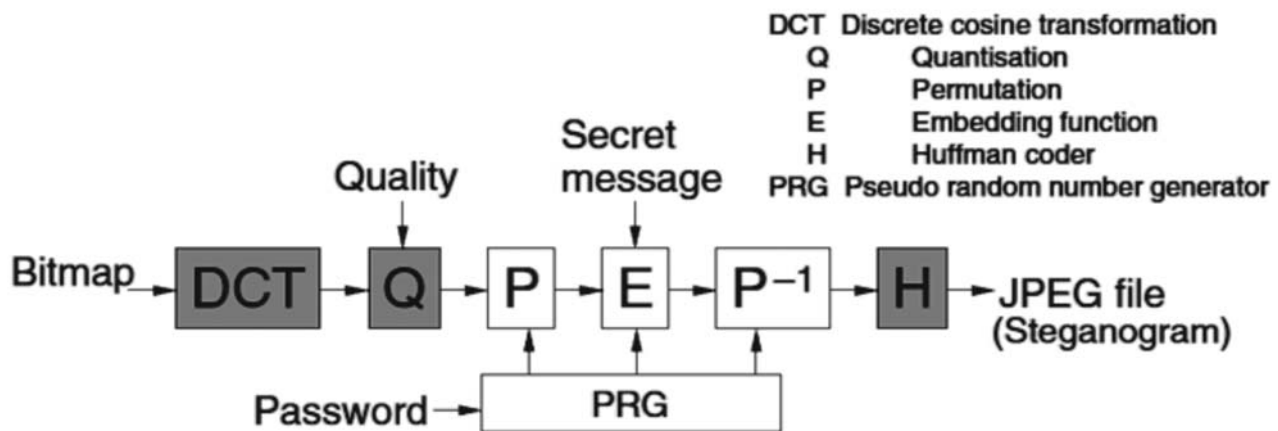 DCT Discrete cosine transformation
Q Quantisation
P Permutation
E Embedding function
H Huffman coder
PRG Pseudo random number generator
Secret
message
Quality
Bitmap
DCT
Q
P
E
P⁻¹
H
JPEG file
(Steganogram)
Password
PRG